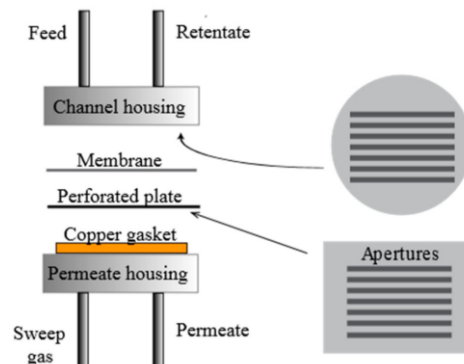 Feed
Retentate
Channel housing
Membrane
Perforated plate
Copper gasket
Permeate housing
Sweep
gas
Permeate
Apertures